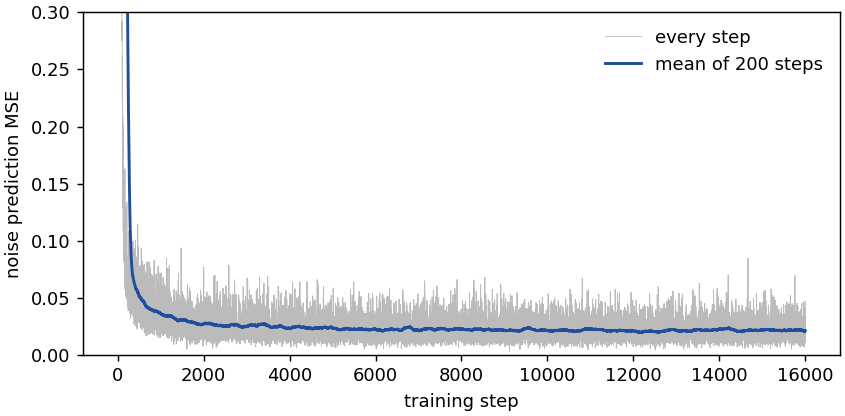 0.30
0.25
0.20
0.15
0.10
0.05
0.00
noise prediction MSE
every step
mean of 200 steps
0 2000 4000 6000 8000 10000 12000 14000 16000
training step